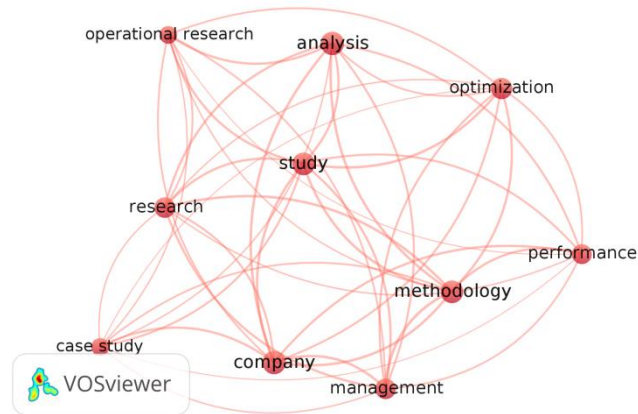 operational research
analysis
optimization
study
research
performance
methodology
case study
company
management
VOSviewer